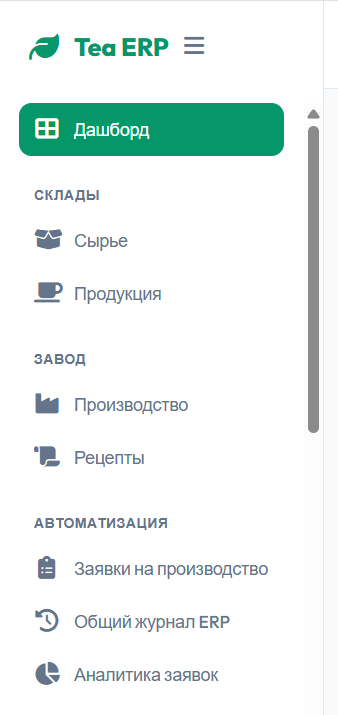 Tea ERP
Дашборд
СКЛАДЫ
Сырье
Продукция
ЗАВОД
Производство
Рецепты
АВТОМАТИЗАЦИЯ
Заявки на производство
Общий журнал ERP
Аналитика заявок